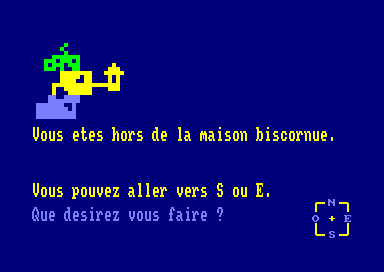 Vous etes hors de la maison biscornue.
Vous pouvez aller vers S ou E.
Que desirez vous faire ?
N
O + E
S